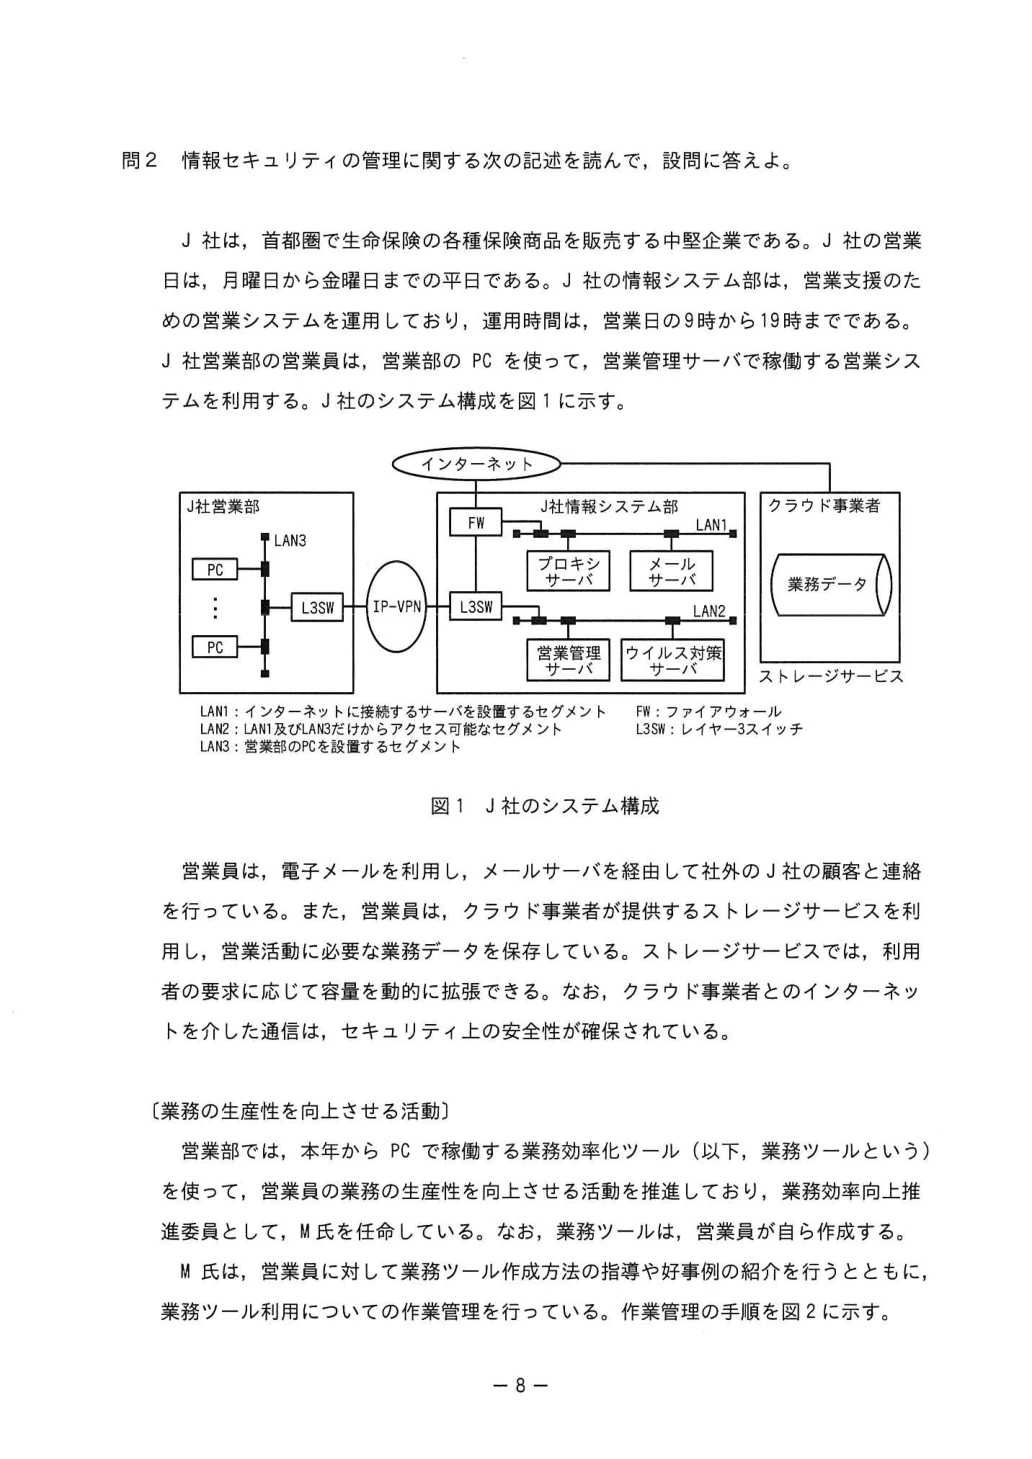 問2　情報セキュリティの管理に関する次の記述を読んで，設問に答えよ。
J 社は，首都圏で生命保険の各種保険商品を販売する中堅企業である。J 社の営業
日は，月曜日から金曜日までの平日である。J 社の情報システム部は，営業支援のた
めの営業システムを運用しており，運用時間は，営業日の9時から19時までである。
J 社営業部の営業員は，営業部の PC を使って，営業管理サーバで稼働する営業シス
テムを利用する。J社のシステム構成を図1に示す。
インターネット
J社営業部
LAN3
PC
⋮
PC
L3SW
IP-VPN
J社情報システム部
FW
LAN1
プロキシ
サーバ
メール
サーバ
L3SW
LAN2
営業管理
サーバ
ウイルス対策
サーバ
クラウド事業者
業務データ
ストレージサービス
LAN1：インターネットに接続するサーバを設置するセグメント　FW：ファイアウォール
LAN2：LAN1及びLAN3だけからアクセス可能なセグメント　L3SW：レイヤー3スイッチ
LAN3：営業部のPCを設置するセグメント
図1　J社のシステム構成
営業員は，電子メールを利用し，メールサーバを経由して社外のJ社の顧客と連絡
を行っている。また，営業員は，クラウド事業者が提供するストレージサービスを利
用し，営業活動に必要な業務データを保存している。ストレージサービスでは，利用
者の要求に応じて容量を動的に拡張できる。なお，クラウド事業者とのインターネッ
トを介した通信は，セキュリティ上の安全性が確保されている。
〔業務の生産性を向上させる活動〕
営業部では，本年から PC で稼働する業務効率化ツール（以下，業務ツールという）
を使って，営業員の業務の生産性を向上させる活動を推進しており，業務効率向上推
進委員として，M氏を任命している。なお，業務ツールは，営業員が自ら作成する。
M 氏は，営業員に対して業務ツール作成方法の指導や好事例の紹介を行うとともに，
業務ツール利用についての作業管理を行っている。作業管理の手順を図2に示す。
－ 8 －